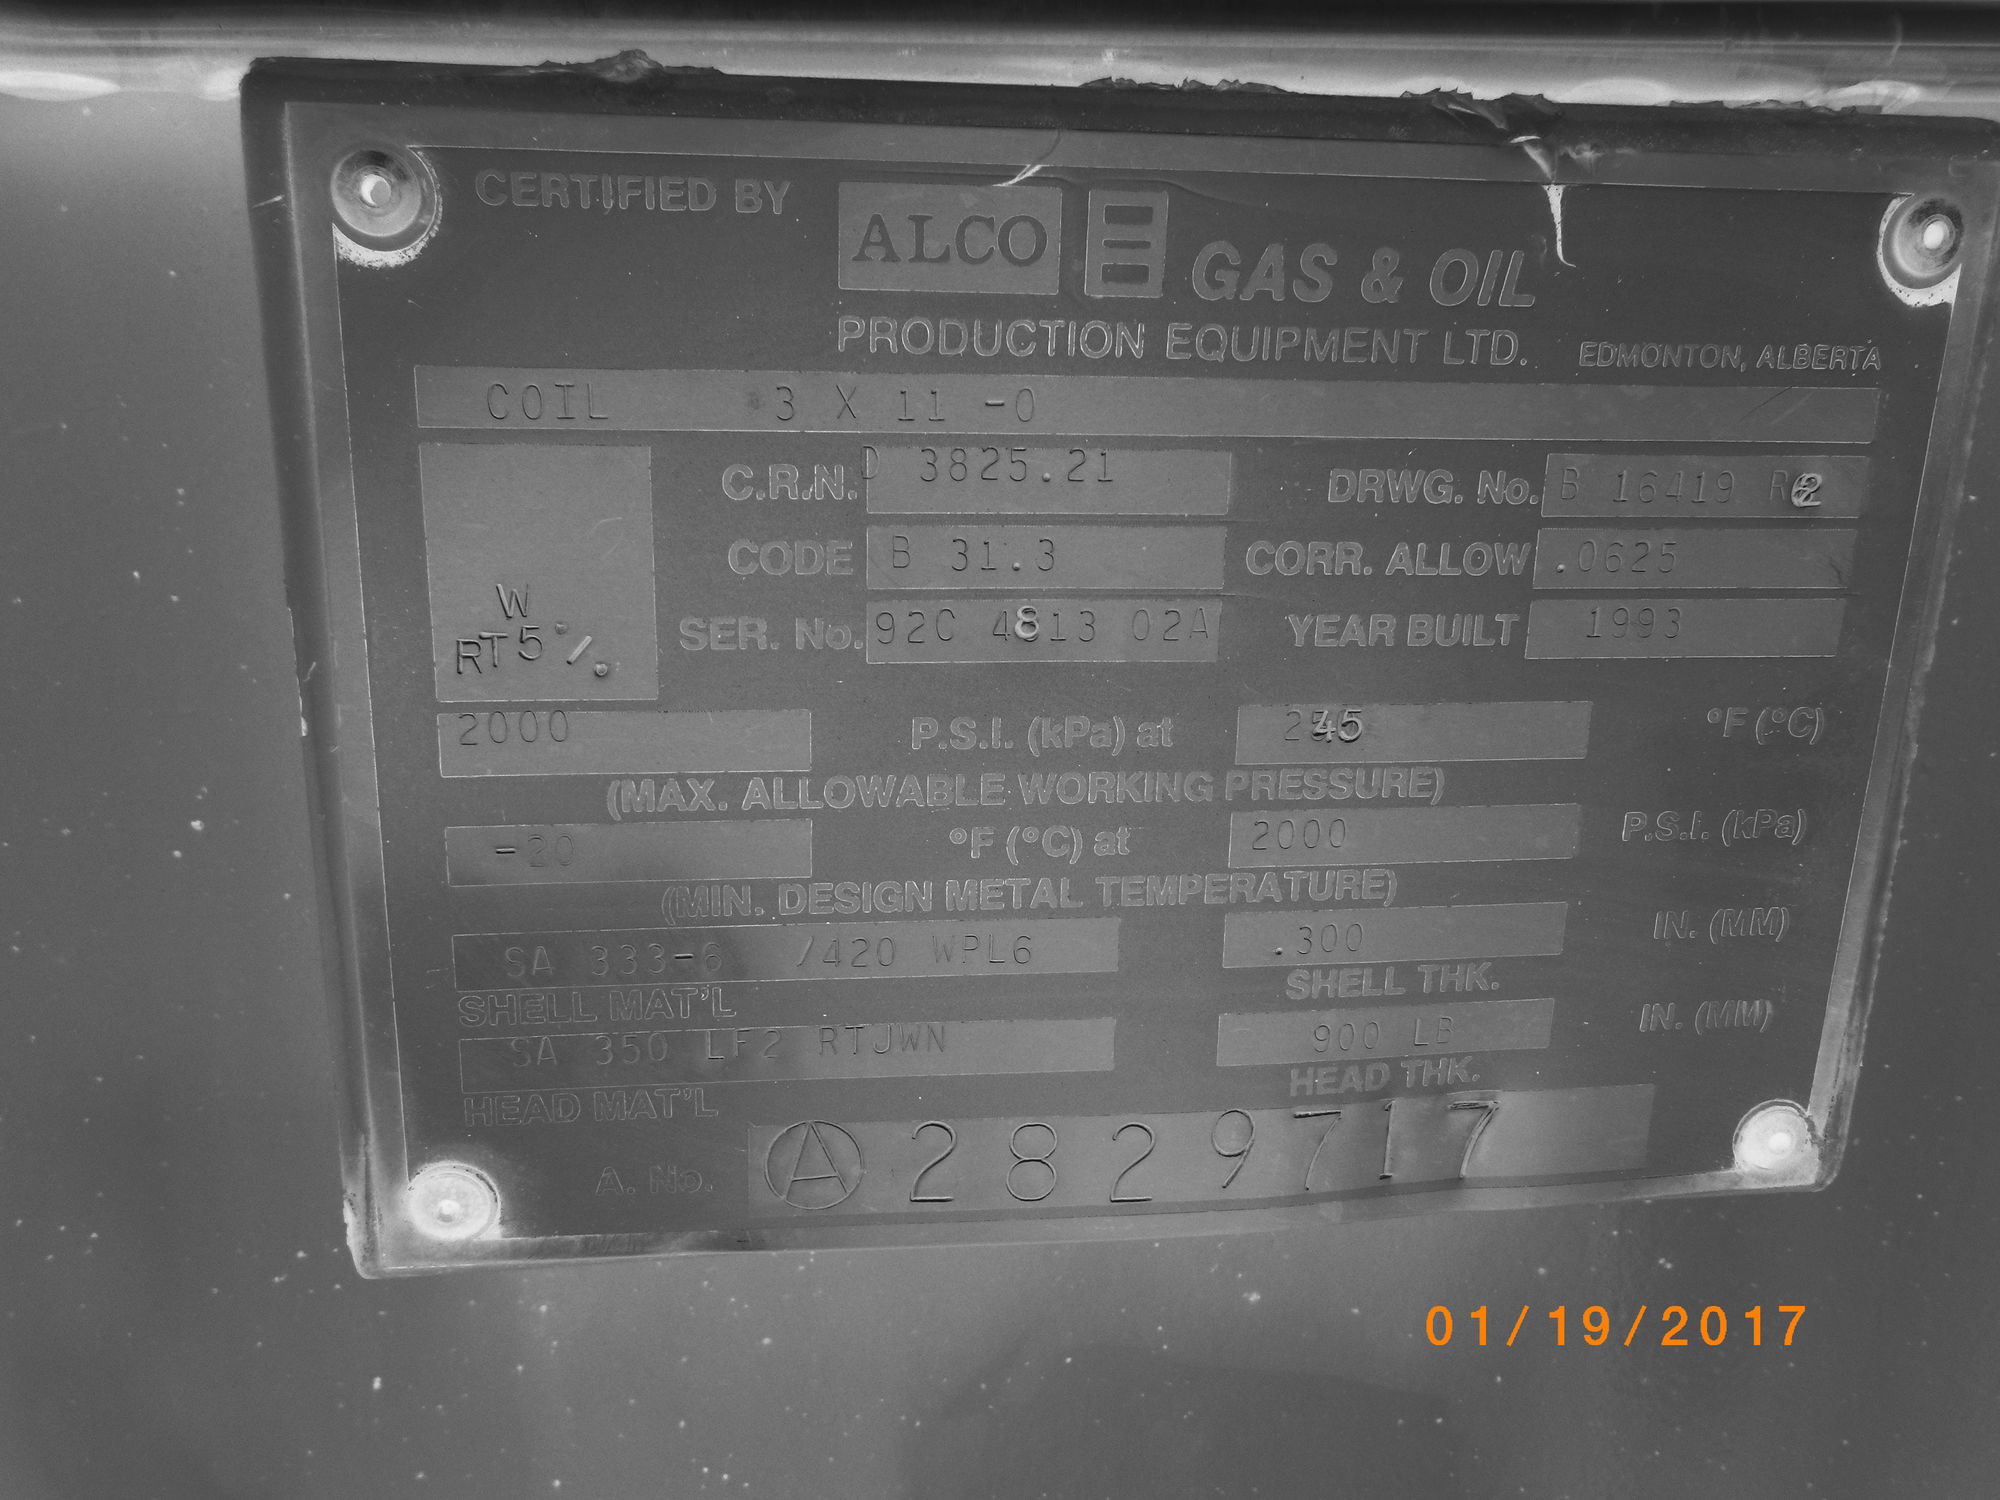 CERTIFIED BY ALCO GAS & OIL
PRODUCTION EQUIPMENT LTD. EDMONTON, ALBERTA
COIL 3 X 11 -0
C.R.N. D 3825.21 DRWG. No. B 16419 R2
CODE B 31.3 CORR. ALLOW .0625
W
RT5%.
SER. No. 92C 4813 02A YEAR BUILT 1993
2000 P.S.I. (kPa) at 245 °F (°C)
(MAX. ALLOWABLE WORKING PRESSURE)
-20 °F (°C) at 2000 P.S.I. (kPa)
(MIN. DESIGN METAL TEMPERATURE)
SA 333-6 /420 WPL6 .300 IN. (MM)
SHELL MAT'L SHELL THK.
SA 350 LF2 RTJWN 900 LB IN. (MM)
HEAD MAT'L HEAD THK.
A. No. A 2829717
01/19/2017